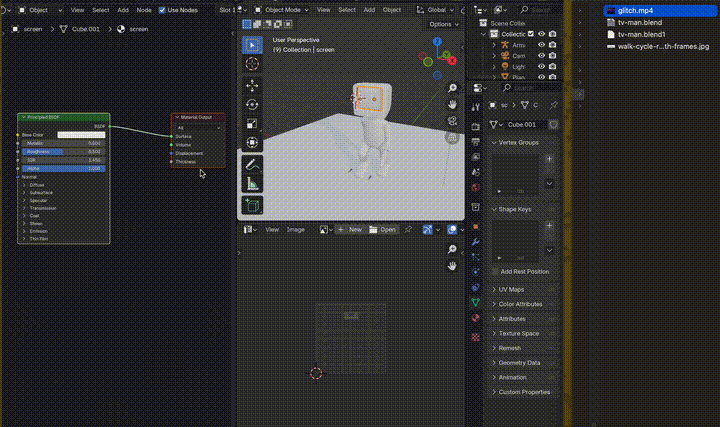 Object
View
Select
Add
Node
Use Nodes
Slot 1
screen
Cube.001
screen
Principled BSDF
BSDF
Base Color
Metallic 0.000
Roughness 0.500
IOR
Alpha 1.000
Normal
Diffuse
Subsurface
Specular
Transmission
Coat
Sheen
Emission
Thin Film
Material Output
All
Surface
Volume
Displacement
Thickness
Object Mode
View
Select
Add
Object
Global
Options
User Perspective
(9) Collection | screen
View
Image
New
Open
Scene Collec
Collectic
Arm
Cam
Light
Plan
Search
sc
C
Cube.001
Vertex Groups
Shape Keys
Add Rest Position
UV Maps
Color Attributes
Attributes
Texture Space
Remesh
Geometry Data
Animation
Custom Properties
glitch.mp4
tv-man.blend
tv-man.blend1
walk-cycle-r...th-frames.jpg